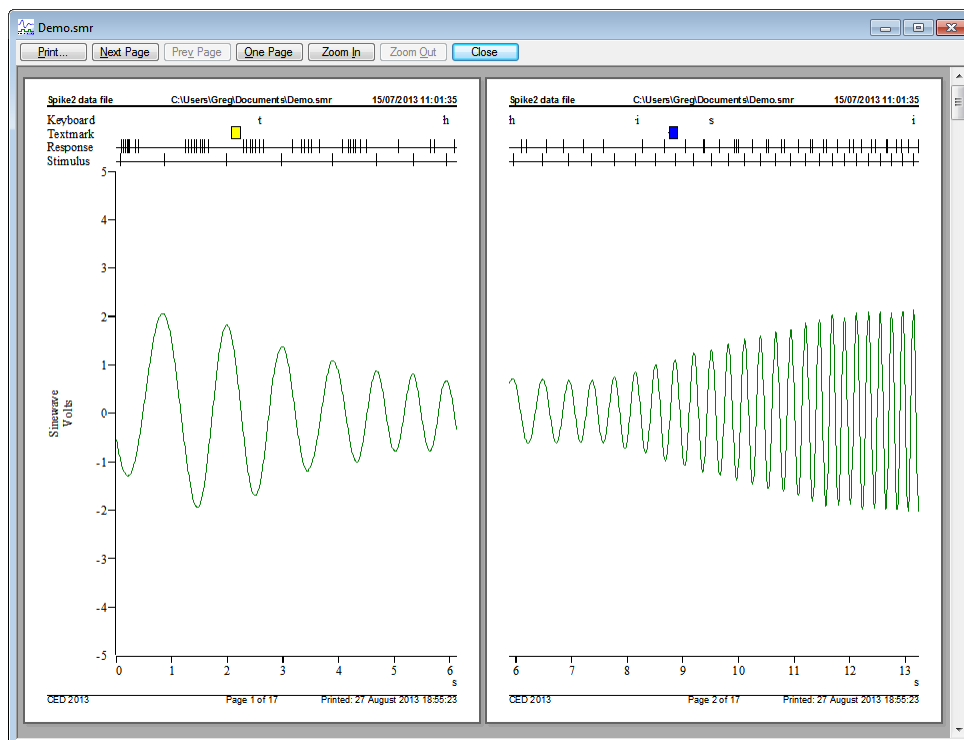 Demo.smr
Print... Next Page Prev Page One Page Zoom In Zoom Out Close
Spike2 data file C:\Users\Greg\Documents\Demo.smr 15/07/2013 11:01:35
Keyboard t h
Textmark
Response
Stimulus
5
4
3
2
1
0
-1
-2
-3
-4
-5
Sinewave
Volts
0 1 2 3 4 5 6
s
CED 2013 Page 1 of 17 Printed: 27 August 2013 18:55:23
Spike2 data file C:\Users\Greg\Documents\Demo.smr 15/07/2013 11:01:35
h i s i
6 7 8 9 10 11 12 13
s
CED 2013 Page 2 of 17 Printed: 27 August 2013 18:55:23